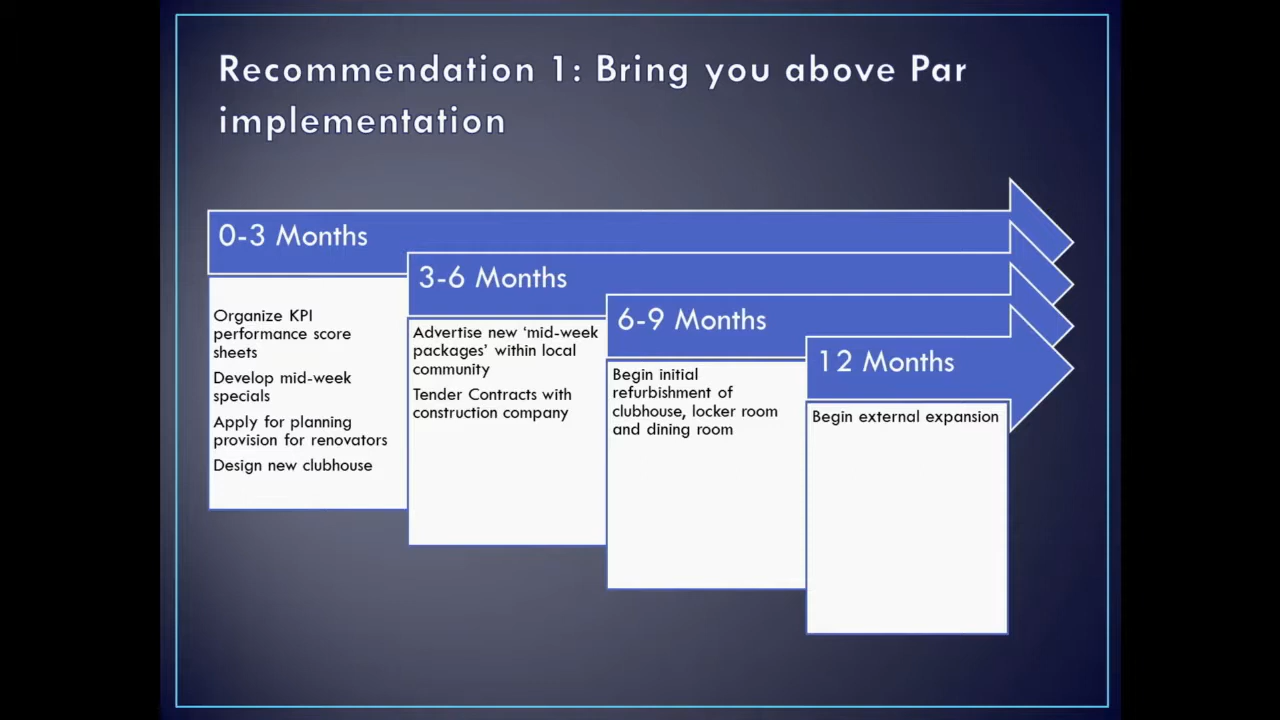 Recommendation 1: Bring you above Par
implementation
0-3 Months
Organize KPI
performance score
sheets
Develop mid-week
specials
Apply for planning
provision for renovators
Design new clubhouse
3-6 Months
Advertise new ‘mid-week
packages’ within local
community
Tender Contracts with
construction company
6-9 Months
Begin initial
refurbishment of
clubhouse, locker room
and dining room
12 Months
Begin external expansion